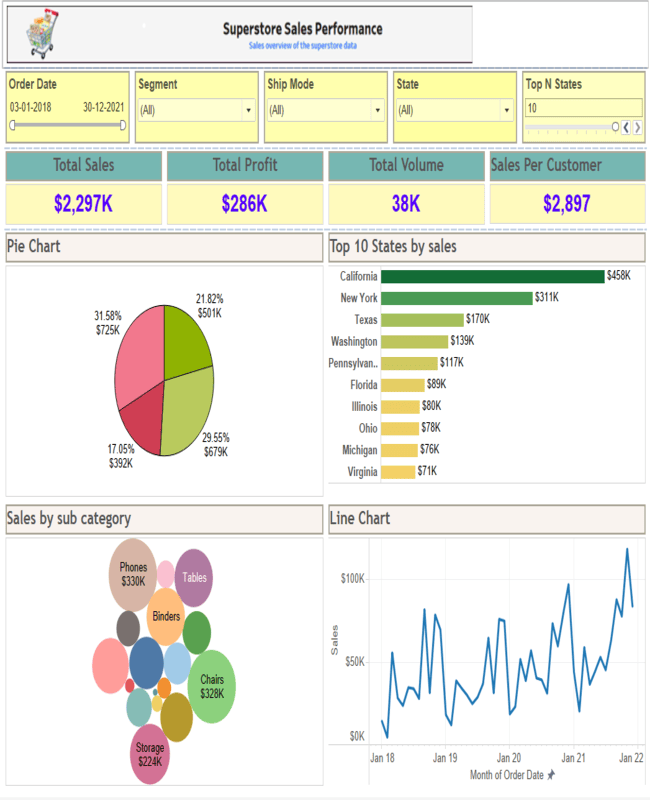 Superstore Sales Performance
Sales overview of the superstore data
Order Date
03-01-2018 30-12-2021
Segment
(All)
Ship Mode
(All)
State
(All)
Top N States
10
Total Sales
$2,297K
Total Profit
$286K
Total Volume
38K
Sales Per Customer
$2,897
Pie Chart
21.82%
$501K
31.58%
$725K
29.55%
$679K
17.05%
$392K
Top 10 States by sales
California $458K
New York $311K
Texas $170K
Washington $139K
Pennsylvan.. $117K
Florida $89K
Illinois $80K
Ohio $78K
Michigan $76K
Virginia $71K
Sales by sub category
Phones
$330K
Tables
Binders
Chairs
$328K
Storage
$224K
Line Chart
$100K
$50K
$0K
Sales
Jan 18 Jan 19 Jan 20 Jan 21 Jan 22
Month of Order Date